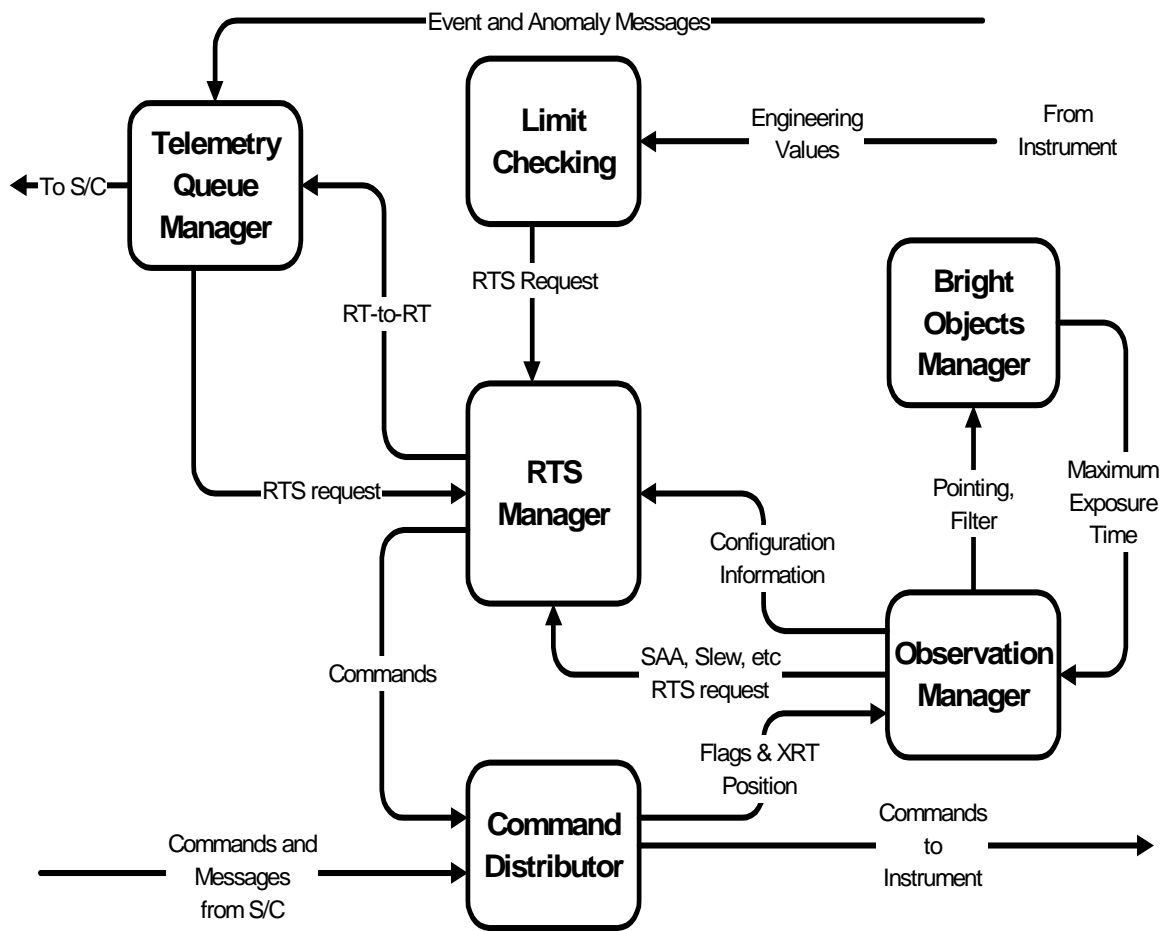 Event and Anomaly Messages
Telemetry
Queue
Manager
To S/C
Limit
Checking
Engineering
Values
From
Instrument
RTS Request
RT-to-RT
Bright
Objects
Manager
RTS request
RTS
Manager
Pointing,
Filter
Maximum
Exposure
Time
Configuration
Information
Commands
SAA, Slew, etc
RTS request
Observation
Manager
Flags & XRT
Position
Commands and
Messages
from S/C
Command
Distributor
Commands
to
Instrument